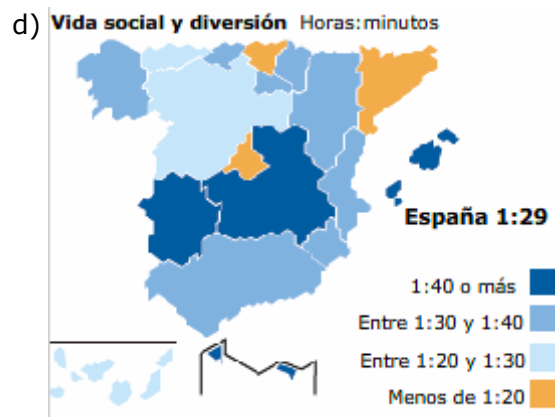 d) Vida social y diversión Horas:minutos
España 1:29
1:40 o más
Entre 1:30 y 1:40
Entre 1:20 y 1:30
Menos de 1:20